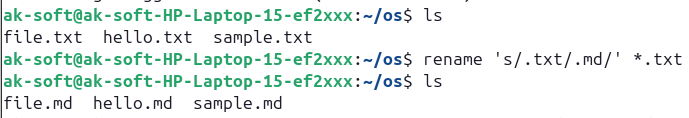 ak-soft@ak-soft-HP-Laptop-15-ef2xxx:~/os$ ls
file.txt  hello.txt  sample.txt
ak-soft@ak-soft-HP-Laptop-15-ef2xxx:~/os$ rename 's/.txt/.md/' *.txt
ak-soft@ak-soft-HP-Laptop-15-ef2xxx:~/os$ ls
file.md  hello.md  sample.md